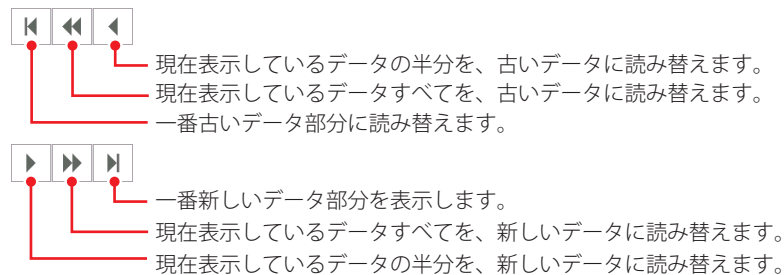 現在表示しているデータの半分を、古いデータに読み替えます。
現在表示しているデータすべてを、古いデータに読み替えます。
一番古いデータ部分に読み替えます。
一番新しいデータ部分を表示します。
現在表示しているデータすべてを、新しいデータに読み替えます。
現在表示しているデータの半分を、新しいデータに読み替えます。